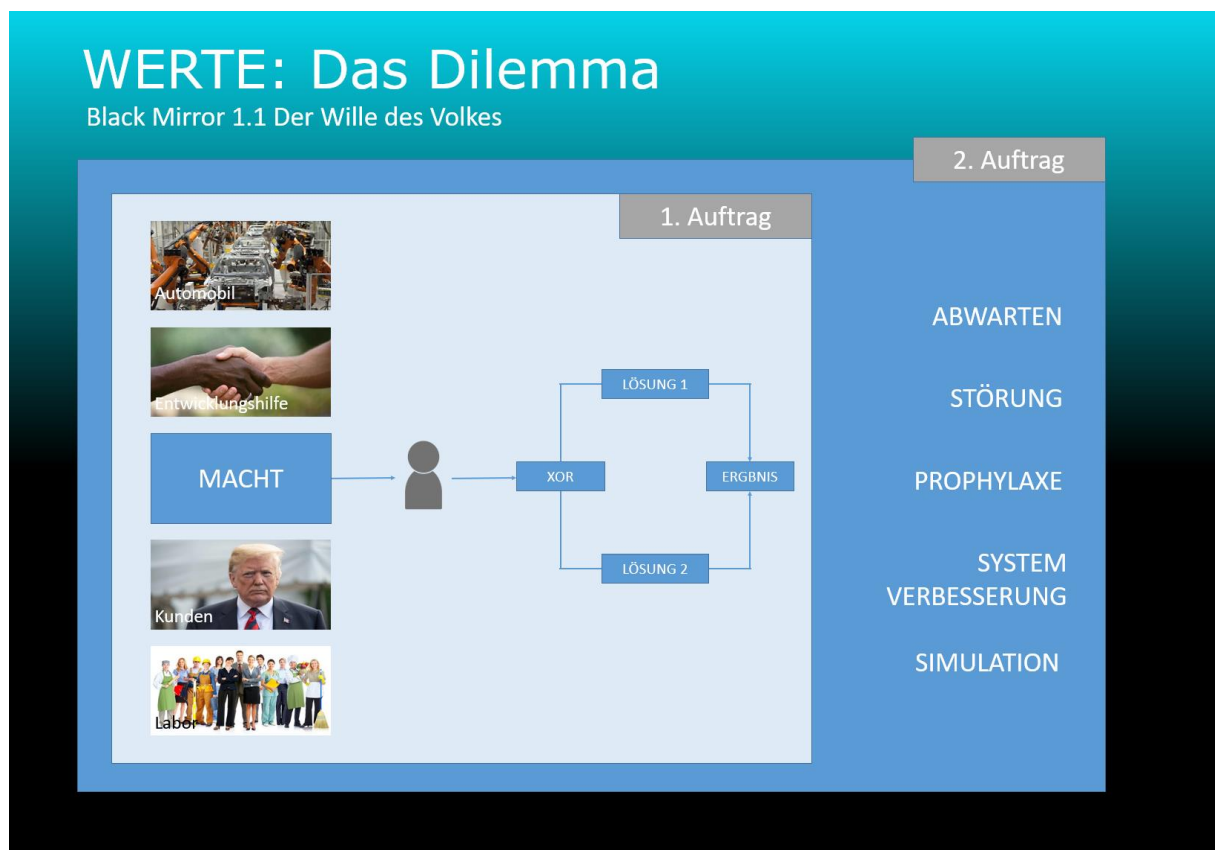 WERTE: Das Dilemma
Black Mirror 1.1 Der Wille des Volkes
2. Auftrag
1. Auftrag
Automobil
Entwicklungshilfe
MACHT
Kunden
Labor
XOR
LÖSUNG 1
LÖSUNG 2
ERGBNIS
ABWARTEN
STÖRUNG
PROPHYLAXE
SYSTEM
VERBESSERUNG
SIMULATION